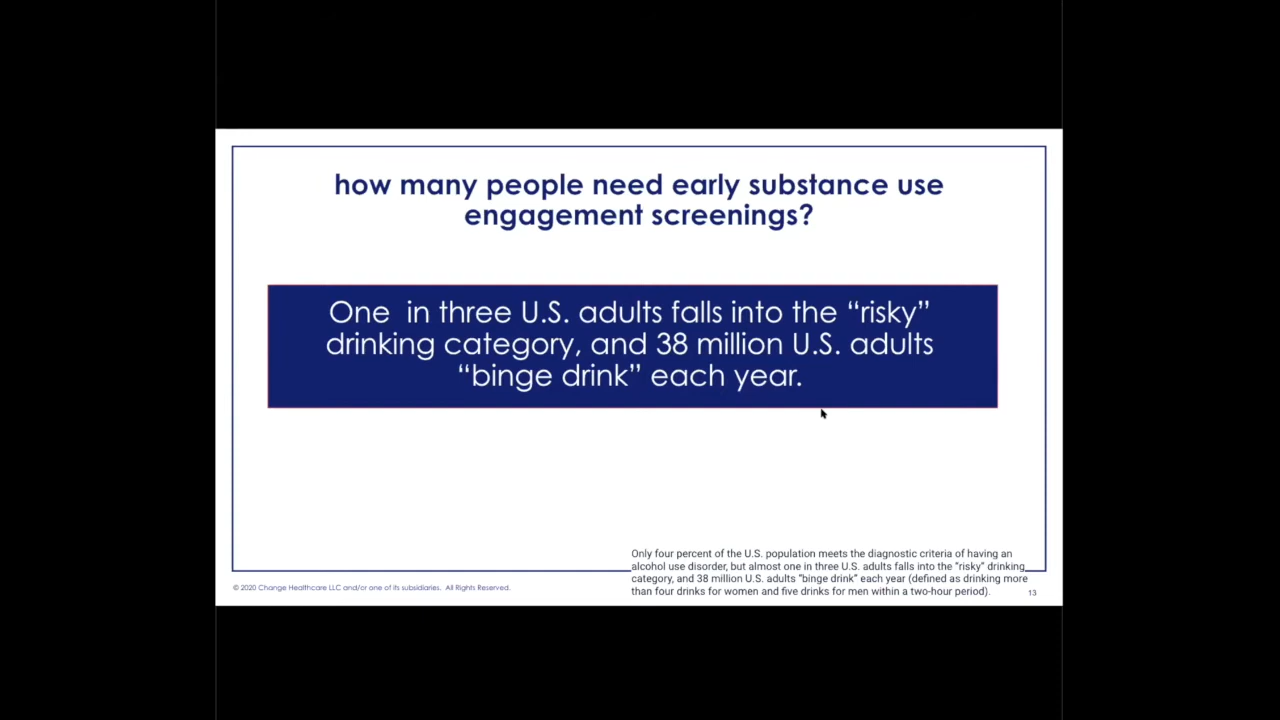 how many people need early substance use
engagement screenings?
One  in three U.S. adults falls into the “risky”
drinking category, and 38 million U.S. adults
“binge drink” each year.
Only four percent of the U.S. population meets the diagnostic criteria of having an
alcohol use disorder, but almost one in three U.S. adults falls into the “risky” drinking
category, and 38 million U.S. adults “binge drink” each year (defined as drinking more
than four drinks for women and five drinks for men within a two-hour period).
© 2020 Change Healthcare LLC and/or one of its subsidiaries.  All Rights Reserved.
13